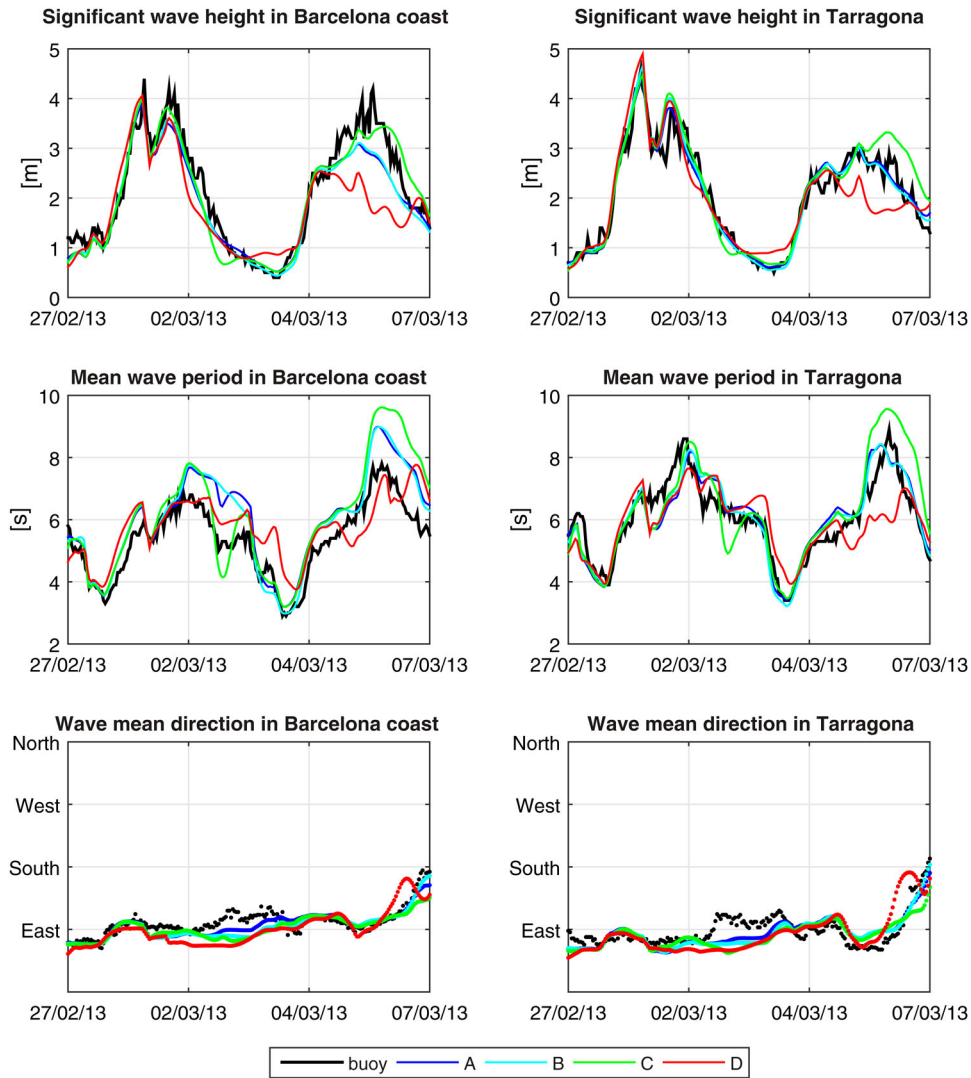 Significant wave height in Barcelona coast
Significant wave height in Tarragona
5
4
3
2
1
0
[m]
27/02/13 02/03/13 04/03/13 07/03/13
5
4
3
2
1
0
[m]
27/02/13 02/03/13 04/03/13 07/03/13
Mean wave period in Barcelona coast
Mean wave period in Tarragona
10
8
6
4
2
[s]
27/02/13 02/03/13 04/03/13 07/03/13
10
8
6
4
2
[s]
27/02/13 02/03/13 04/03/13 07/03/13
Wave mean direction in Barcelona coast
Wave mean direction in Tarragona
North
West
South
East
27/02/13 02/03/13 04/03/13 07/03/13
North
West
South
East
27/02/13 02/03/13 04/03/13 07/03/13
buoy A B C D